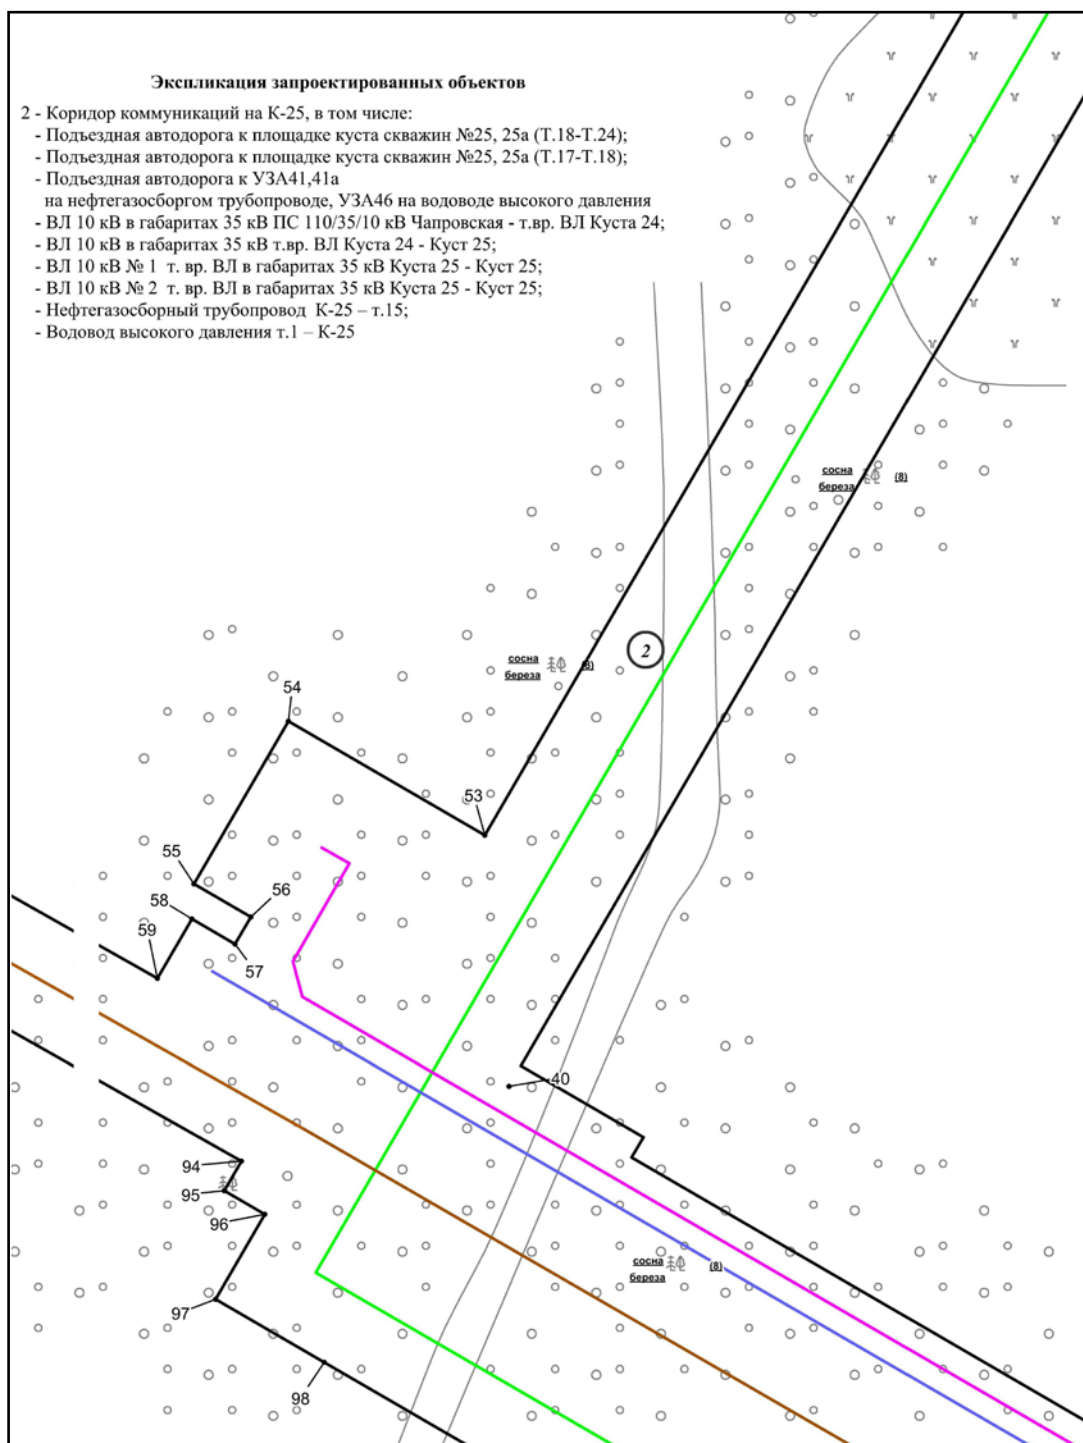 Экспликация запроектированных объектов
2 - Коридор коммуникаций на К-25, в том числе:
- Подъездная автодорога к площадке куста скважин №25, 25а (Т.18-Т.24);
- Подъездная автодорога к площадке куста скважин №25, 25а (Т.17-Т.18);
- Подъездная автодорога к УЗА41,41а
на нефтегазосборгом трубопроводе, УЗА46 на водоводе высокого давления
- ВЛ 10 кВ в габаритах 35 кВ ПС 110/35/10 кВ Чапровская - т.вр. ВЛ Куста 24;
- ВЛ 10 кВ в габаритах 35 кВ т.вр. ВЛ Куста 24 - Куст 25;
- ВЛ 10 кВ № 1 т. вр. ВЛ в габаритах 35 кВ Куста 25 - Куст 25;
- ВЛ 10 кВ № 2 т. вр. ВЛ в габаритах 35 кВ Куста 25 - Куст 25;
- Нефтегазосборный трубопровод К-25 – т.15;
- Водовод высокого давления т.1 – К-25
сосна
береза
(8)
2
сосна
береза
(8)
54
53
55
56
58
59
57
40
94
95
96
97
98
сосна
береза
(8)